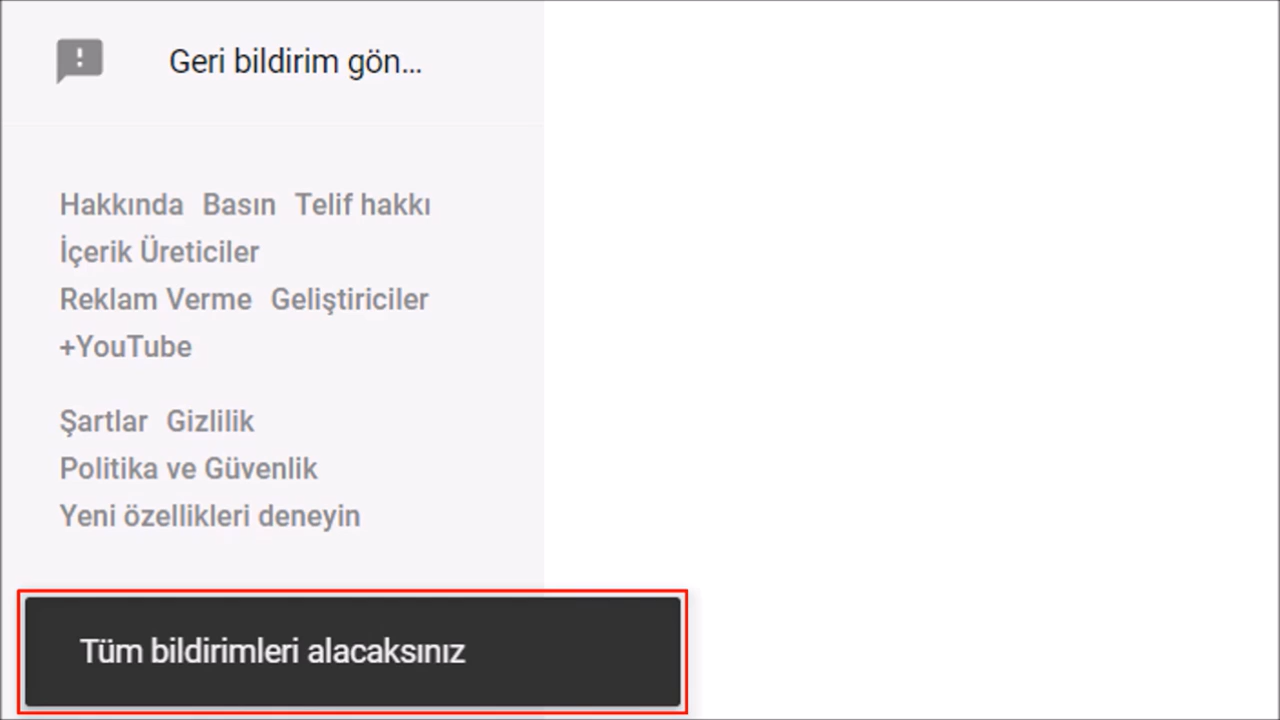 Geri bildirim gön...
Hakkında Basın Telif hakkı
İçerik Üreticiler
Reklam Verme Geliştiriciler
+YouTube
Şartlar Gizlilik
Politika ve Güvenlik
Yeni özellikleri deneyin
Tüm bildirimleri alacaksınız